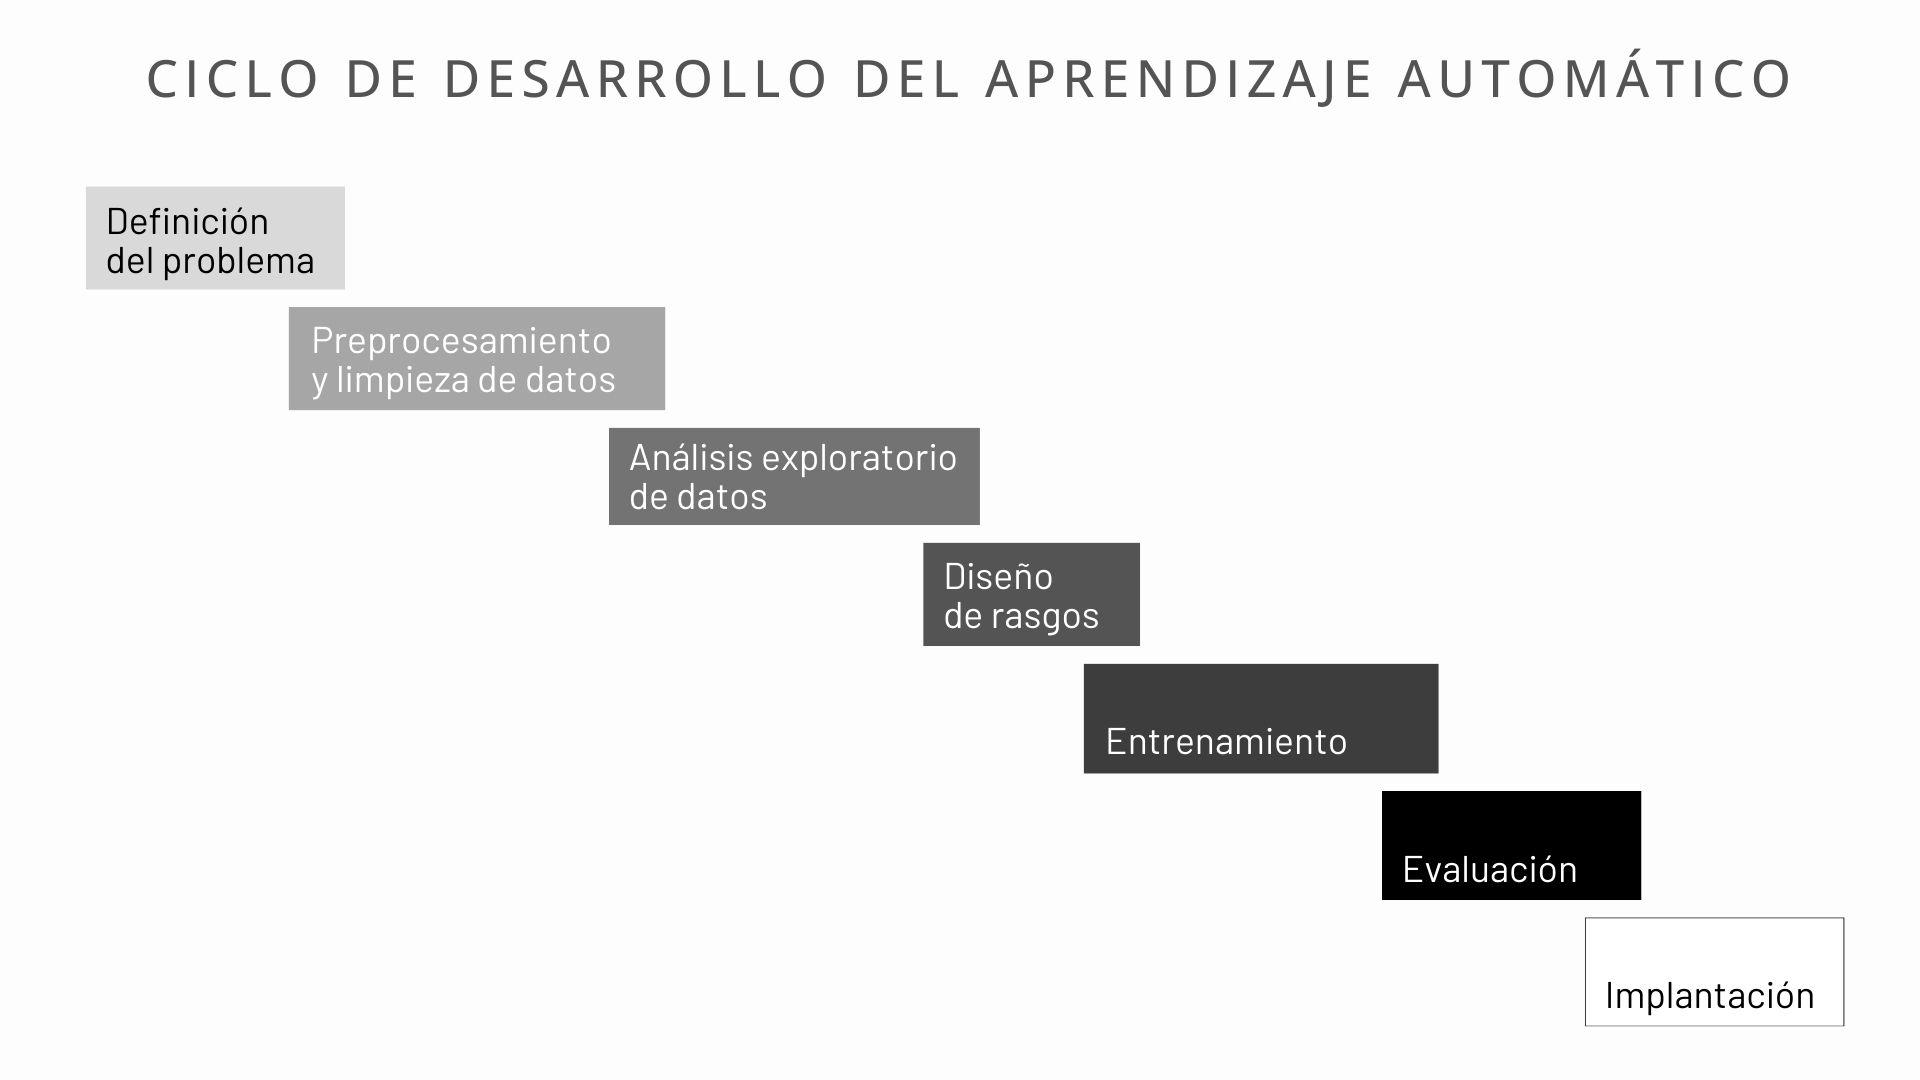 CICLO DE DESARROLLO DEL APRENDIZAJE AUTOMÁTICO
Definición
del problema
Preprocesamiento
y limpieza de datos
Análisis exploratorio
de datos
Diseño
de rasgos
Entrenamiento
Evaluación
Implantación